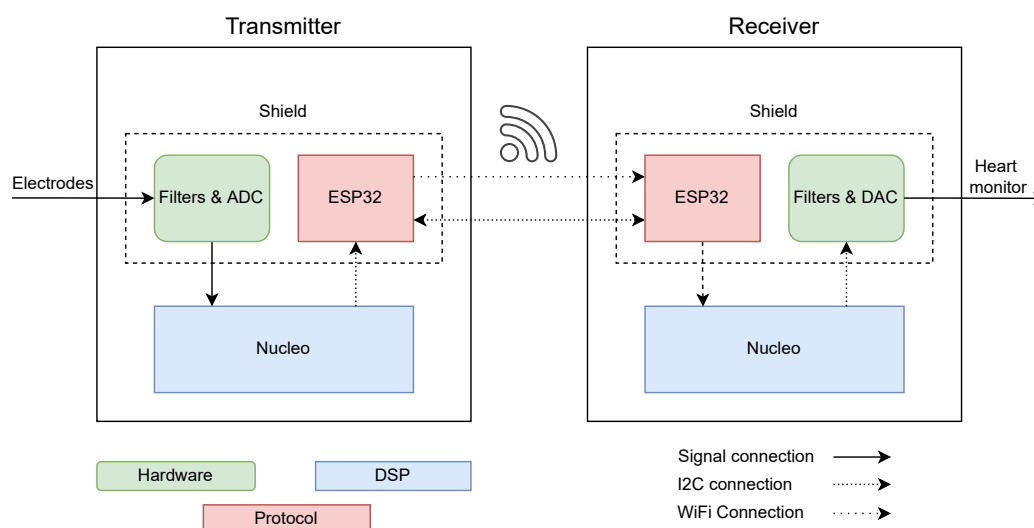 Transmitter
Receiver
Shield
Shield
Electrodes
Filters & ADC
ESP32
ESP32
Filters & DAC
Heart
monitor
Nucleo
Nucleo
Hardware
DSP
Protocol
Signal connection
I2C connection
WiFi Connection